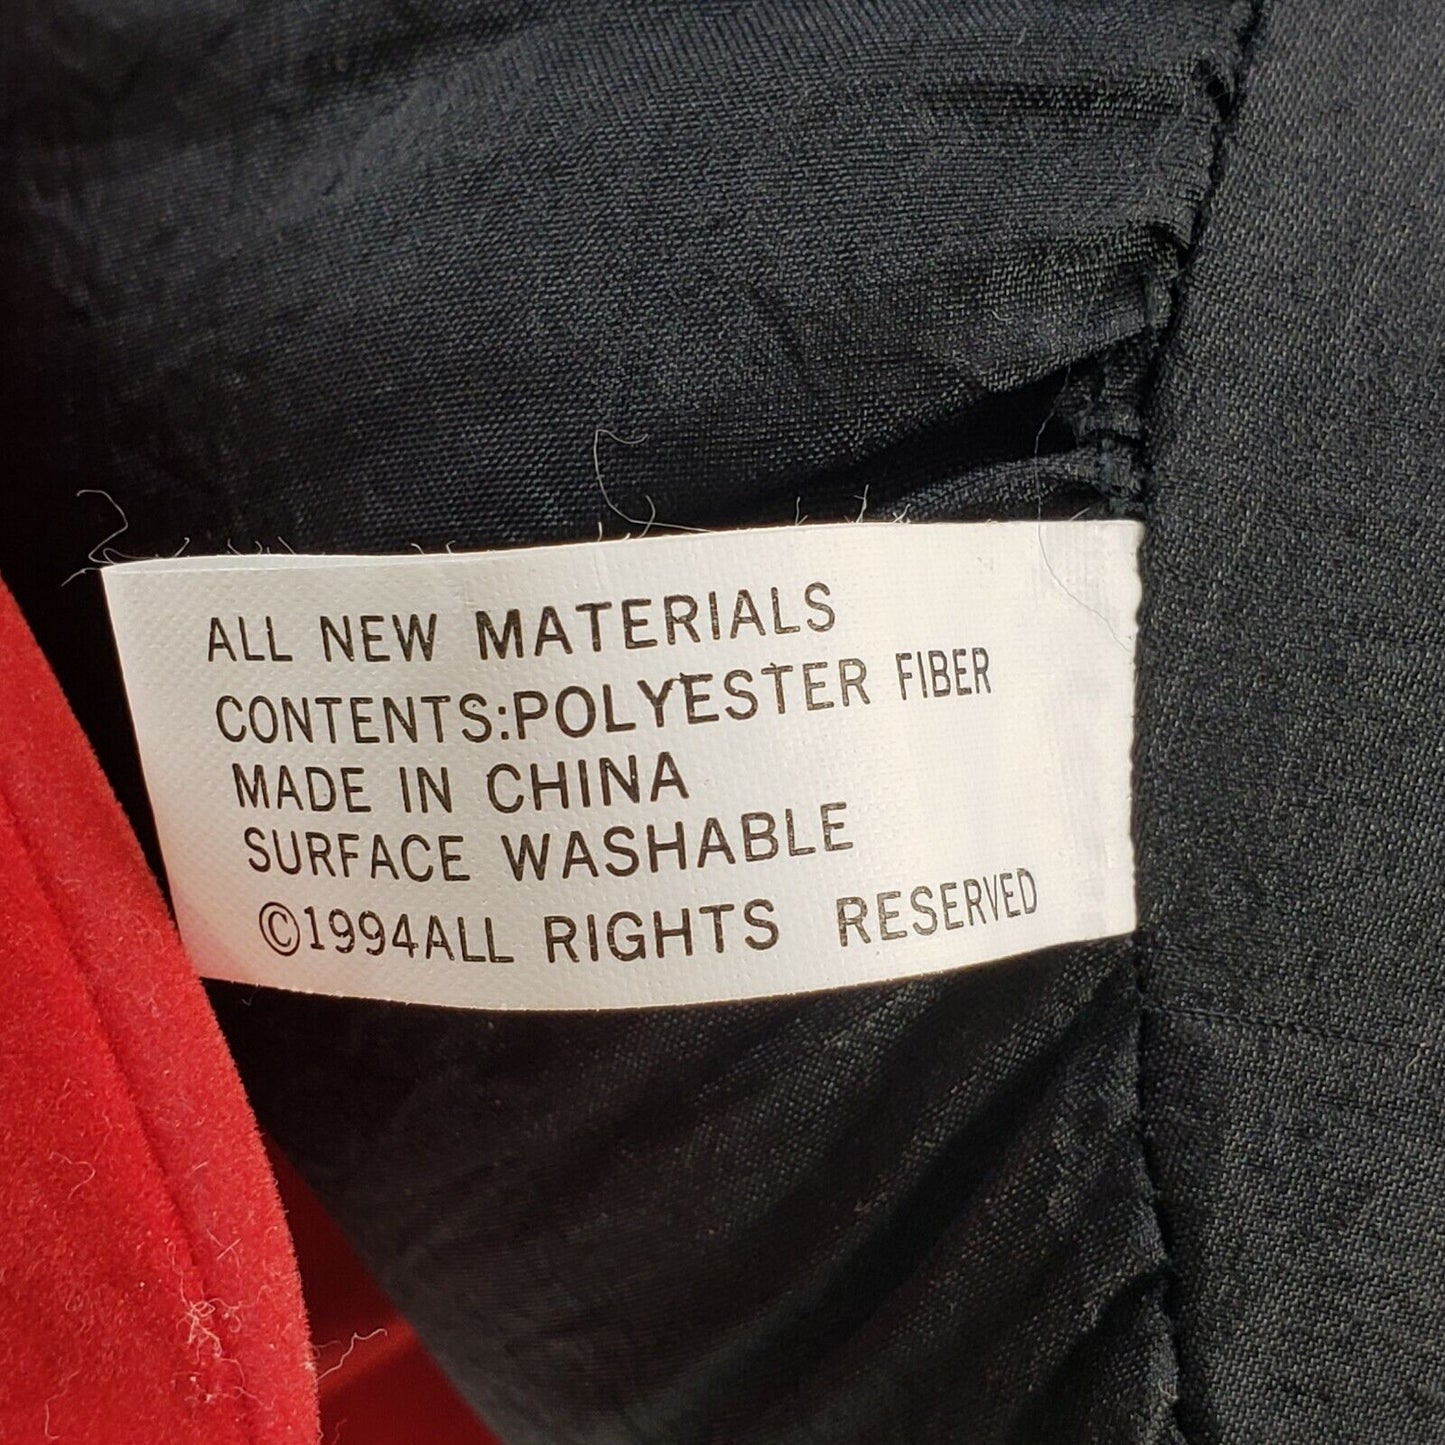 ALL NEW MATERIALS
CONTENTS:POLYESTER FIBER
MADE IN CHINA
SURFACE WASHABLE
©1994ALL RIGHTS RESERVED